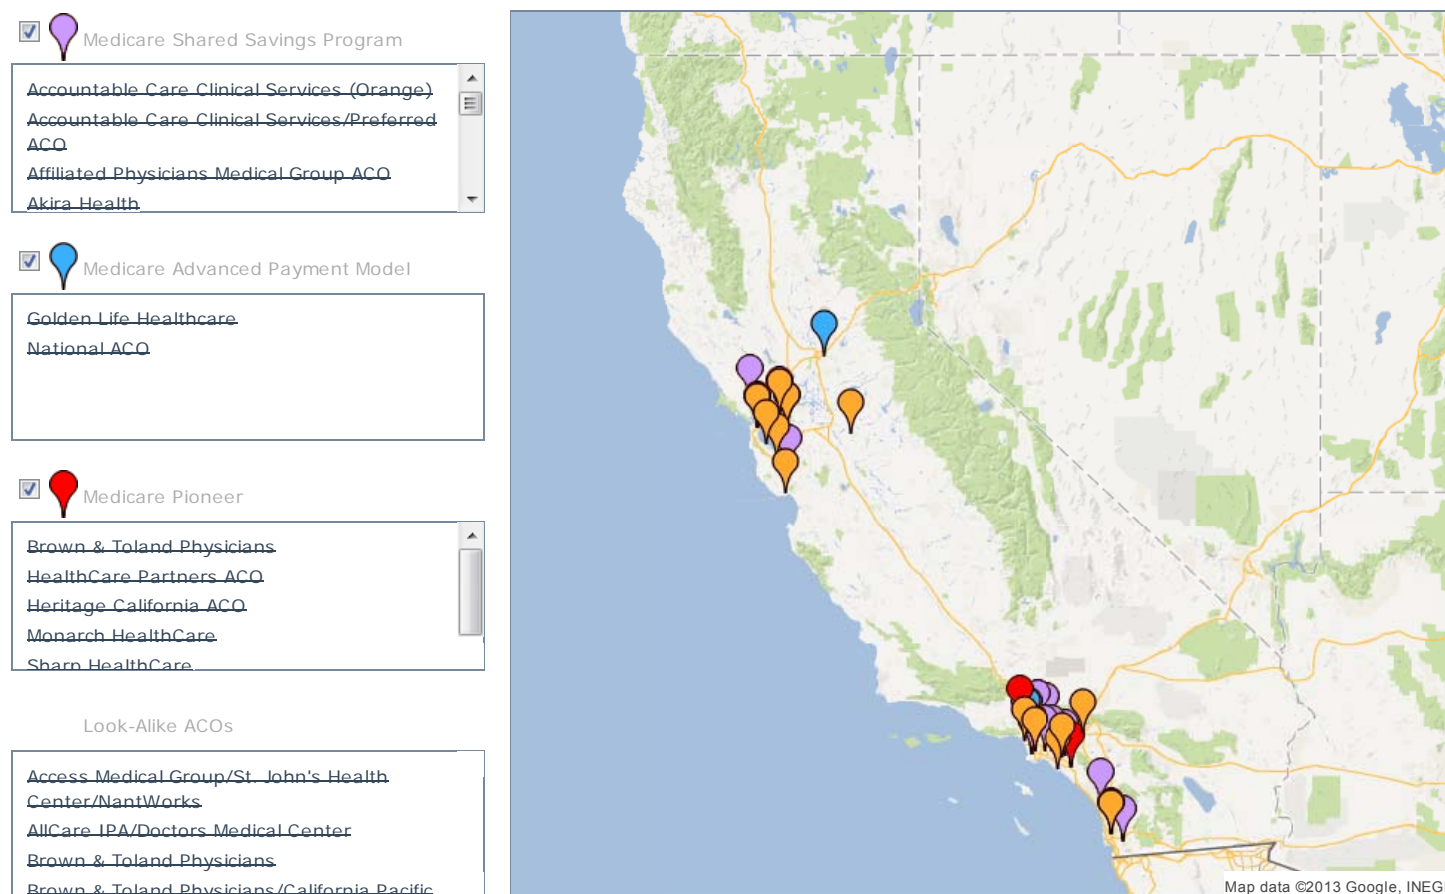 Medicare Shared Savings Program
Accountable Care Clinical Services (Orange)
Accountable Care Clinical Services/Preferred
ACO
Affiliated Physicians Medical Group ACO
Akira Health
Medicare Advanced Payment Model
Golden Life Healthcare
National ACO
Medicare Pioneer
Brown & Toland Physicians
HealthCare Partners ACO
Heritage California ACO
Monarch HealthCare
Sharp HealthCare
Look-Alike ACOs
Access Medical Group/St. John's Health
Center/NantWorks
AllCare IPA/Doctors Medical Center
Brown & Toland Physicians
Brown & Toland Physicians/California Pacific
Map data ©2013 Google, INEG